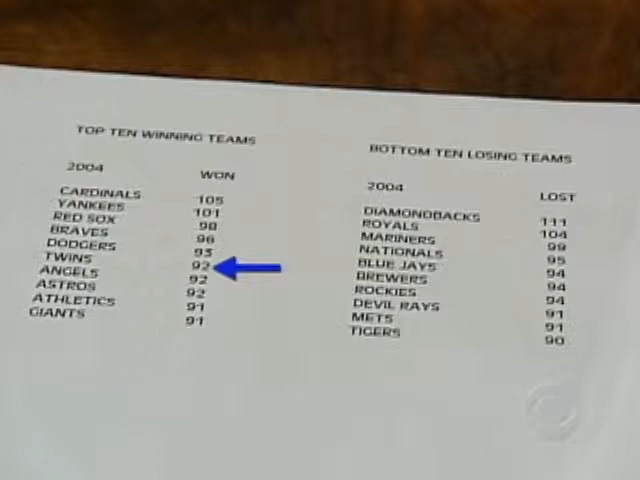 TOP TEN WINNING TEAMS
2004 WON
CARDINALS 105
YANKEES 101
RED SOX 98
BRAVES 96
DODGERS 93
TWINS 92
ANGELS 92
ASTROS 92
ATHLETICS 91
GIANTS 91
BOTTOM TEN LOSING TEAMS
2004 LOST
DIAMONDBACKS 111
ROYALS 104
MARINERS 99
NATIONALS 95
BLUE JAYS 94
BREWERS 94
ROCKIES 94
DEVIL RAYS 91
METS 91
TIGERS 90